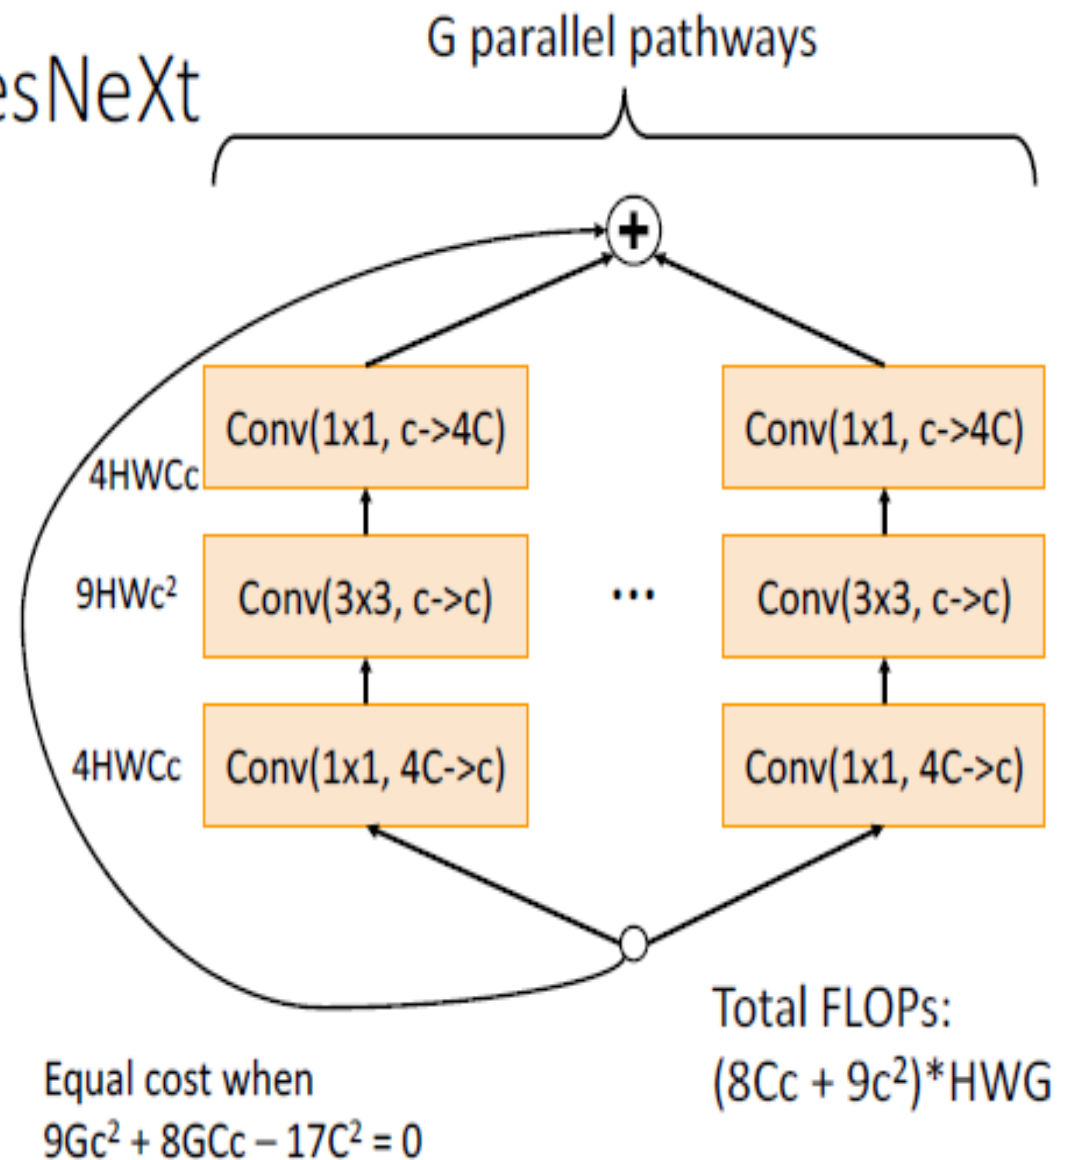 G parallel pathways
esNeXt
+
Conv(1x1, c->4C) Conv(1x1, c->4C)
4HWCc
9HWc² Conv(3x3, c->c) ... Conv(3x3, c->c)
4HWCc Conv(1x1, 4C->c) Conv(1x1, 4C->c)
Total FLOPs:
(8Cc + 9c²)*HWG
Equal cost when
9Gc² + 8GCc – 17C² = 0